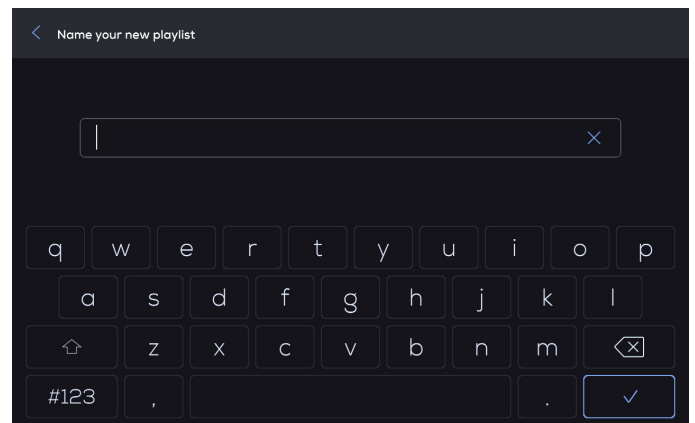 Name your new playlist
q w e r t y u i o p
a s d f g h j k l
z x c v b n m
#123 , .